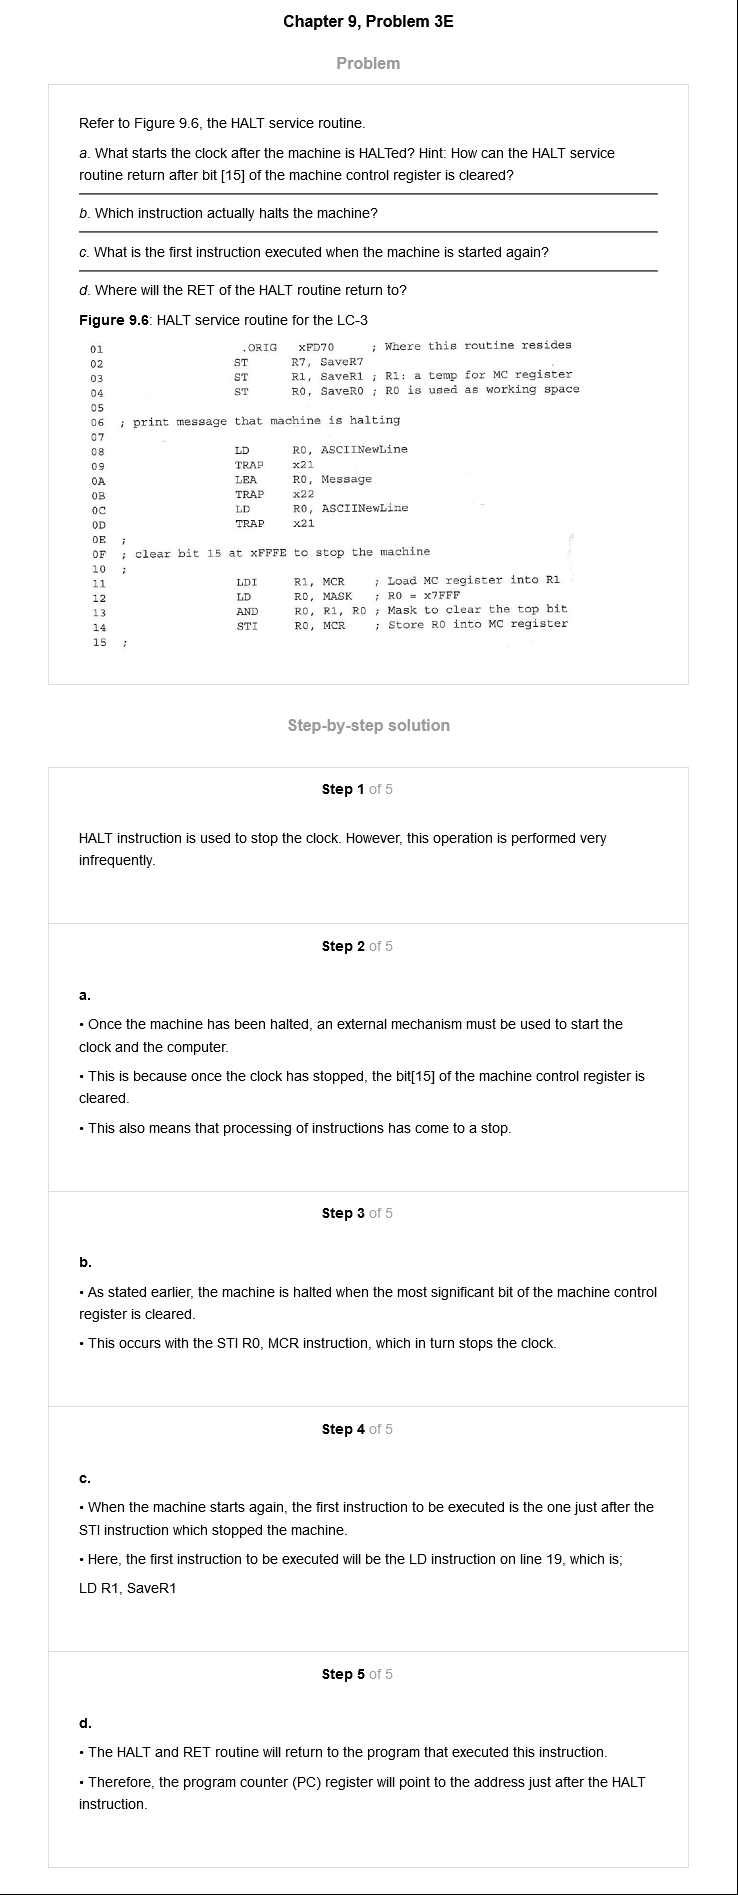 Chapter 9, Problem 3E
Problem
Refer to Figure 9.6, the HALT service routine.
a. What starts the clock after the machine is HALTed? Hint: How can the HALT service
routine return after bit [15] of the machine control register is cleared?
b. Which instruction actually halts the machine?
c. What is the first instruction executed when the machine is started again?
d. Where will the RET of the HALT routine return to?
Figure 9.6: HALT service routine for the LC-3
01 .ORIG xFD70 ; Where this routine resides
02 ST R7, SaveR7
03 ST R1, SaveR1 ; R1: a temp for MC register
04 ST R0, SaveR0 ; R0 is used as working space
05
06 ; print message that machine is halting
07
08 LD R0, ASCIINewLine
09 TRAP x21
0A LEA R0, Message
0B TRAP x22
0C LD R0, ASCIINewLine
0D TRAP x21
0E ;
0F ; clear bit 15 at xFFFE to stop the machine
10 ;
11 LDI R1, MCR ; Load MC register into R1
12 LD R0, MASK ; R0 = x7FFF
13 AND R0, R1, R0 ; Mask to clear the top bit
14 STI R0, MCR ; Store R0 into MC register
15 ;
Step-by-step solution
Step 1 of 5
HALT instruction is used to stop the clock. However, this operation is performed very
infrequently.
Step 2 of 5
a.
• Once the machine has been halted, an external mechanism must be used to start the
clock and the computer.
• This is because once the clock has stopped, the bit[15] of the machine control register is
cleared.
• This also means that processing of instructions has come to a stop.
Step 3 of 5
b.
• As stated earlier, the machine is halted when the most significant bit of the machine control
register is cleared.
• This occurs with the STI R0, MCR instruction, which in turn stops the clock.
Step 4 of 5
c.
• When the machine starts again, the first instruction to be executed is the one just after the
STI instruction which stopped the machine.
• Here, the first instruction to be executed will be the LD instruction on line 19, which is;
LD R1, SaveR1
Step 5 of 5
d.
• The HALT and RET routine will return to the program that executed this instruction.
• Therefore, the program counter (PC) register will point to the address just after the HALT
instruction.